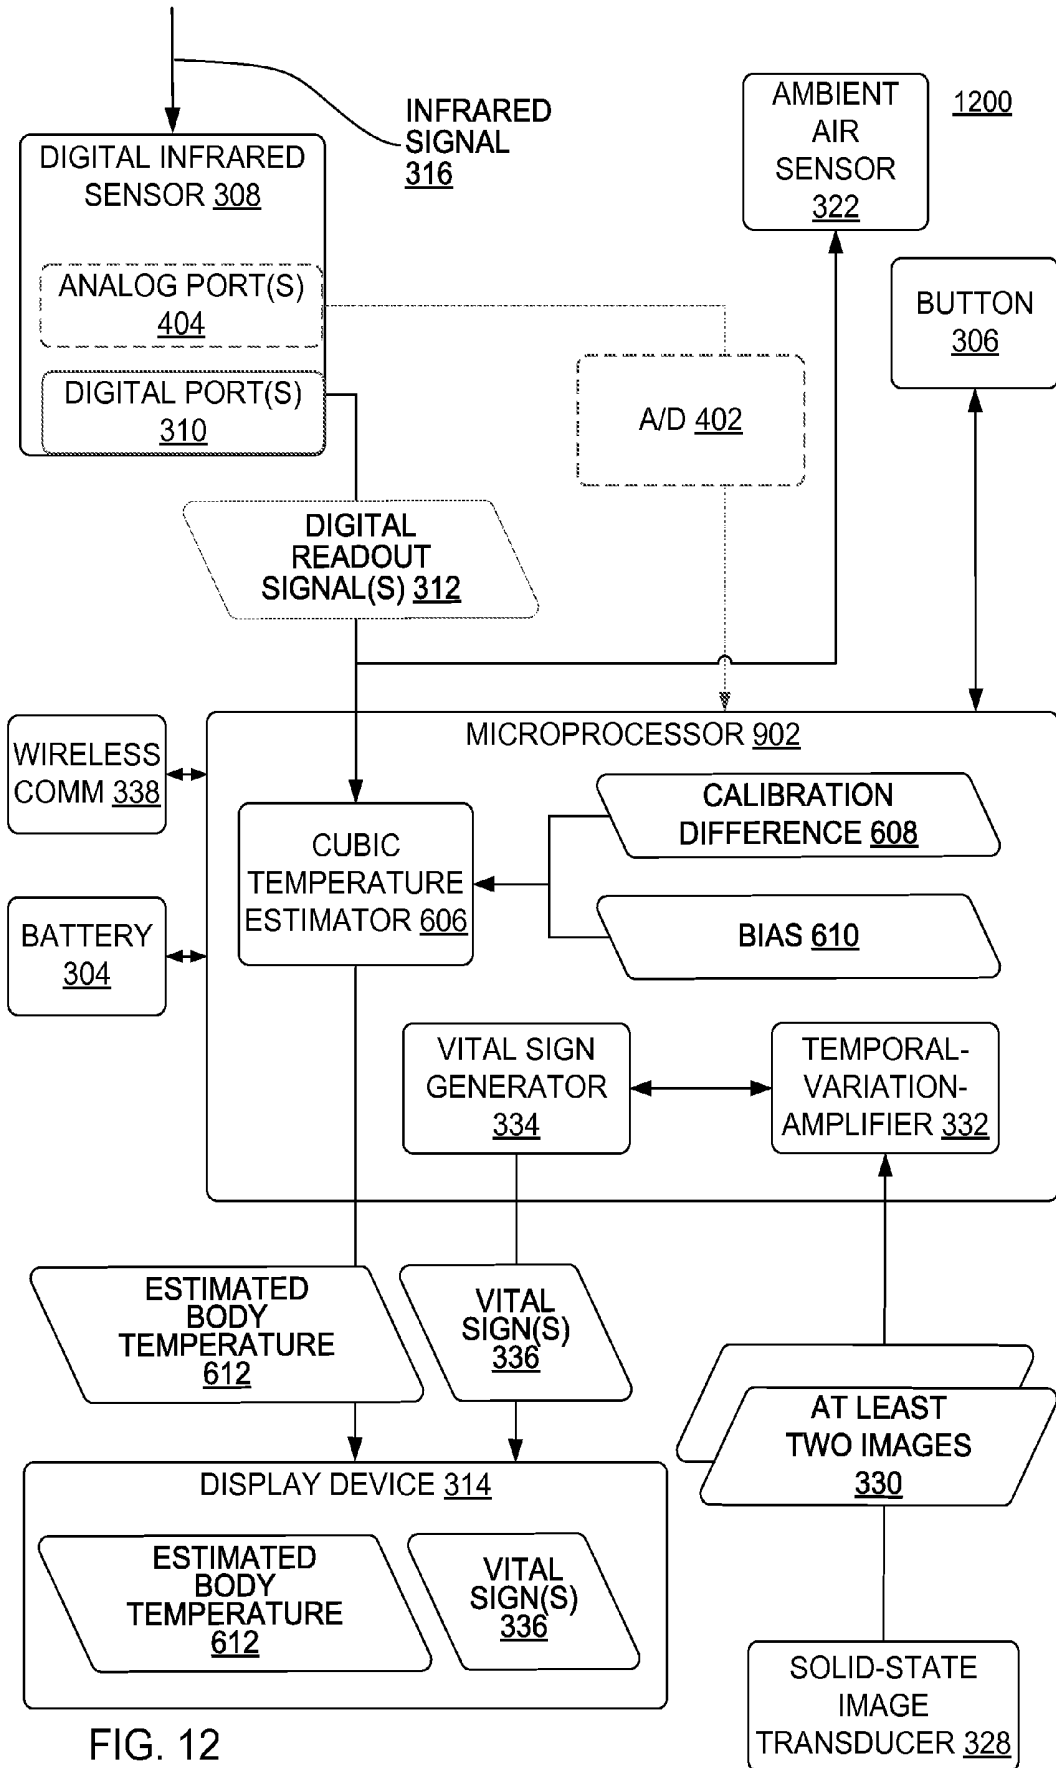 INFRARED
SIGNAL
316
AMBIENT
AIR
SENSOR
322
1200
DIGITAL INFRARED
SENSOR 308
ANALOG PORT(S)
404
DIGITAL PORT(S)
310
BUTTON
306
A/D 402
DIGITAL
READOUT
SIGNAL(S) 312
MICROPROCESSOR 902
WIRELESS
COMM 338
BATTERY
304
CUBIC
TEMPERATURE
ESTIMATOR 606
CALIBRATION
DIFFERENCE 608
BIAS 610
VITAL SIGN
GENERATOR
334
TEMPORAL-
VARIATION-
AMPLIFIER 332
ESTIMATED
BODY
TEMPERATURE
612
VITAL
SIGN(S)
336
AT LEAST
TWO IMAGES
330
DISPLAY DEVICE 314
ESTIMATED
BODY
TEMPERATURE
612
VITAL
SIGN(S)
336
SOLID-STATE
IMAGE
TRANSDUCER 328
FIG. 12